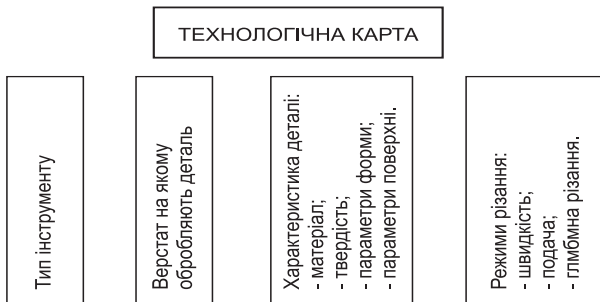 ТЕХНОЛОГІЧНА КАРТА
Тип інструменту
Верстат на якому
обробляють деталь
Характеристика деталі:
- матеріал;
- твердість;
- параметри форми;
- параметри поверхні.
Режими різання:
- швидкість;
- подача;
- глмбмна різання.